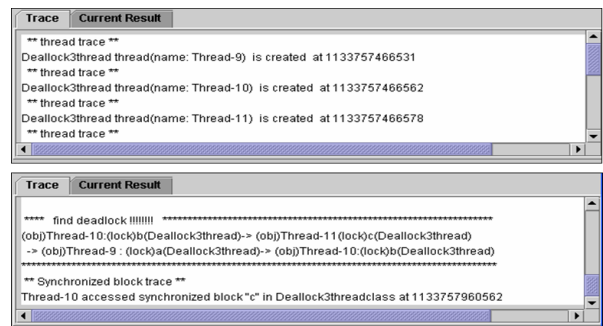 Trace Current Result
** thread trace **
Deallock3thread thread(name: Thread-9) is created at 1133757466531
** thread trace **
Deallock3thread thread(name: Thread-10) is created at 1133757466562
** thread trace **
Deallock3thread thread(name: Thread-11) is created at 1133757466578
** thread trace **
Trace Current Result
**** find deadlock !!!!!!!! ******************************************************************
(obj)Thread-10:(lock)b(Deallock3thread)-> (obj)Thread-11(lock)c(Deallock3thread)
-> (obj)Thread-9 : (lock)a(Deallock3thread)-> (obj)Thread-10:(lock)b(Deallock3thread)
************************************************************************************************
** Synchronized block trace **
Thread-10 accessed synchronized block "c" in Deallock3threadclass at 1133757960562